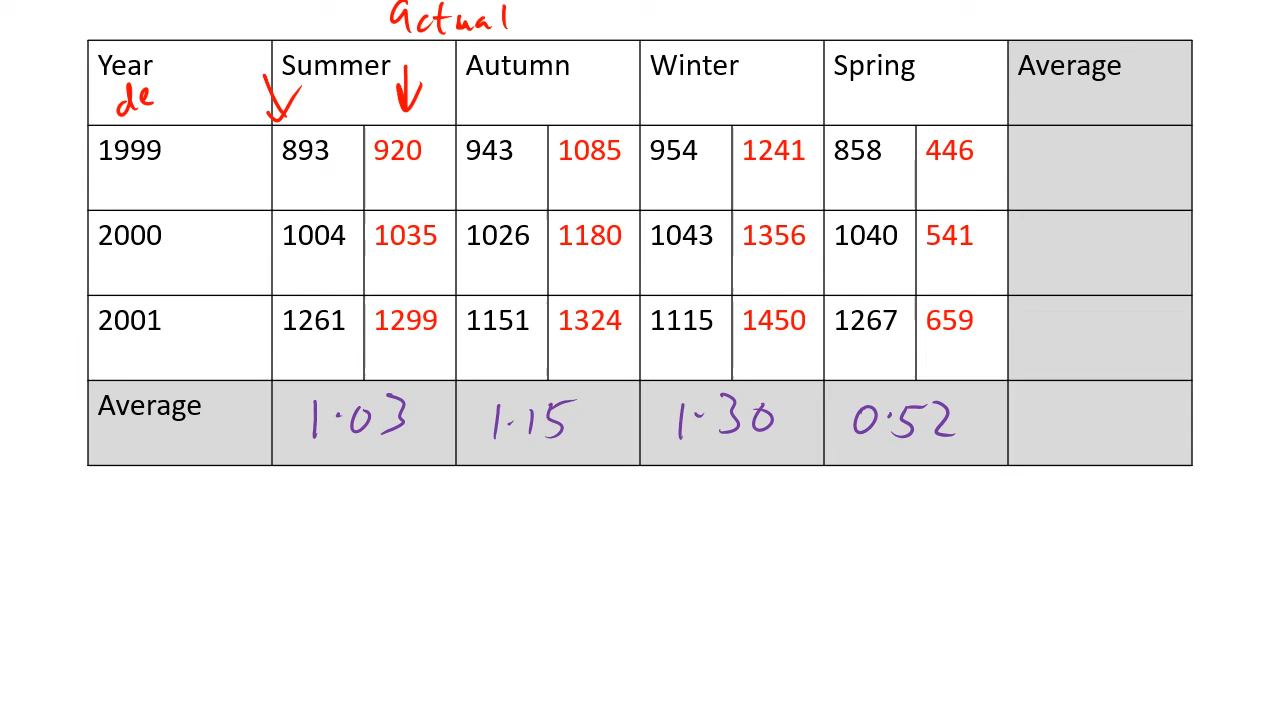 Actual
Year Summer Autumn Winter Spring Average
de
1999 893 920 943 1085 954 1241 858 446
2000 1004 1035 1026 1180 1043 1356 1040 541
2001 1261 1299 1151 1324 1115 1450 1267 659
Average 1.03 1.15 1.30 0.52